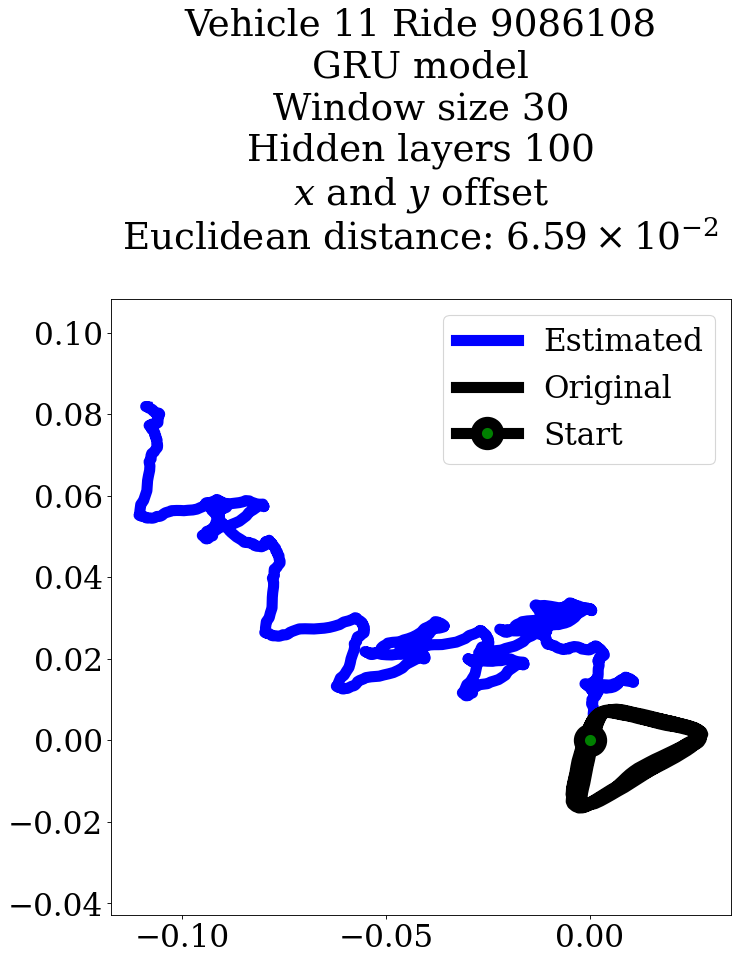 Vehicle 11 Ride 9086108
GRU model
Window size 30
Hidden layers 100
x and y offset
Euclidean distance: 6.59 × 10⁻²
Estimated
Original
Start
0.10
0.08
0.06
0.04
0.02
0.00
−0.02
−0.04
−0.10
−0.05
0.00